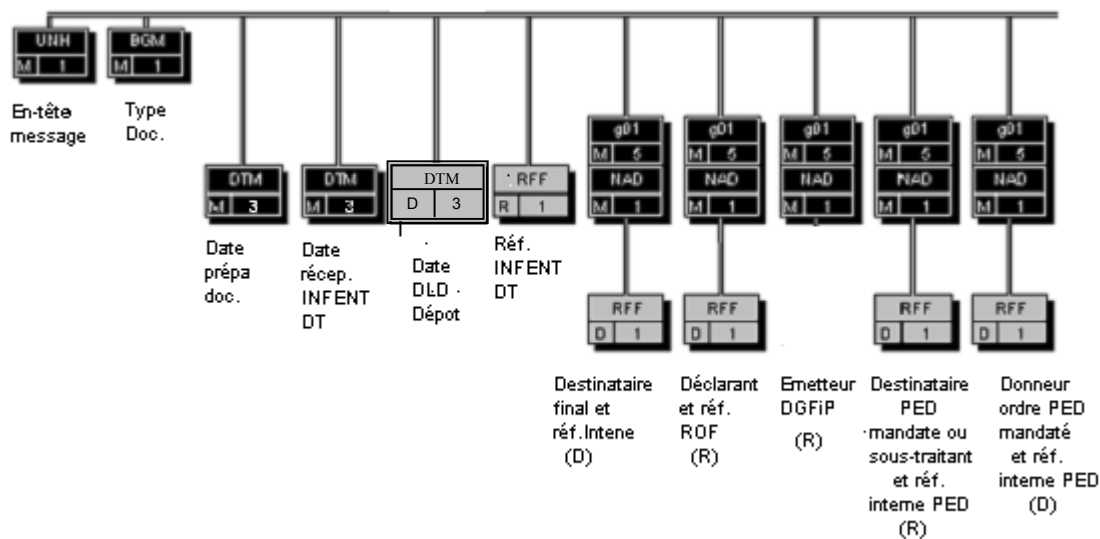 UNH
M 1
BGM
M 1
En-tête
message
Type
Doc.
DTM
M 3
DTM
M 3
DTM
D 3
RFF
R 1
Date
prépa
doc.
Date
récep.
INFENT
DT
Date
DLD
Dépot
Réf.
INFENT
DT
g01
M 5
NAD
M 1
g01
M 5
NAD
M 1
g01
M 5
NAD
M 1
g01
M 5
NAD
M 1
g01
M 5
NAD
M 1
RFF
D 1
RFF
D 1
RFF
D 1
RFF
D 1
Destinataire
final et
réf.Intene
(D)
Déclarant
et réf.
ROF
(R)
Emetteur
DGFiP
(R)
Destinataire
PED
mandate ou
sous-traitant
et réf.
interne PED
(R)
Donneur
ordre PED
mandaté
et réf.
interne PED
(D)